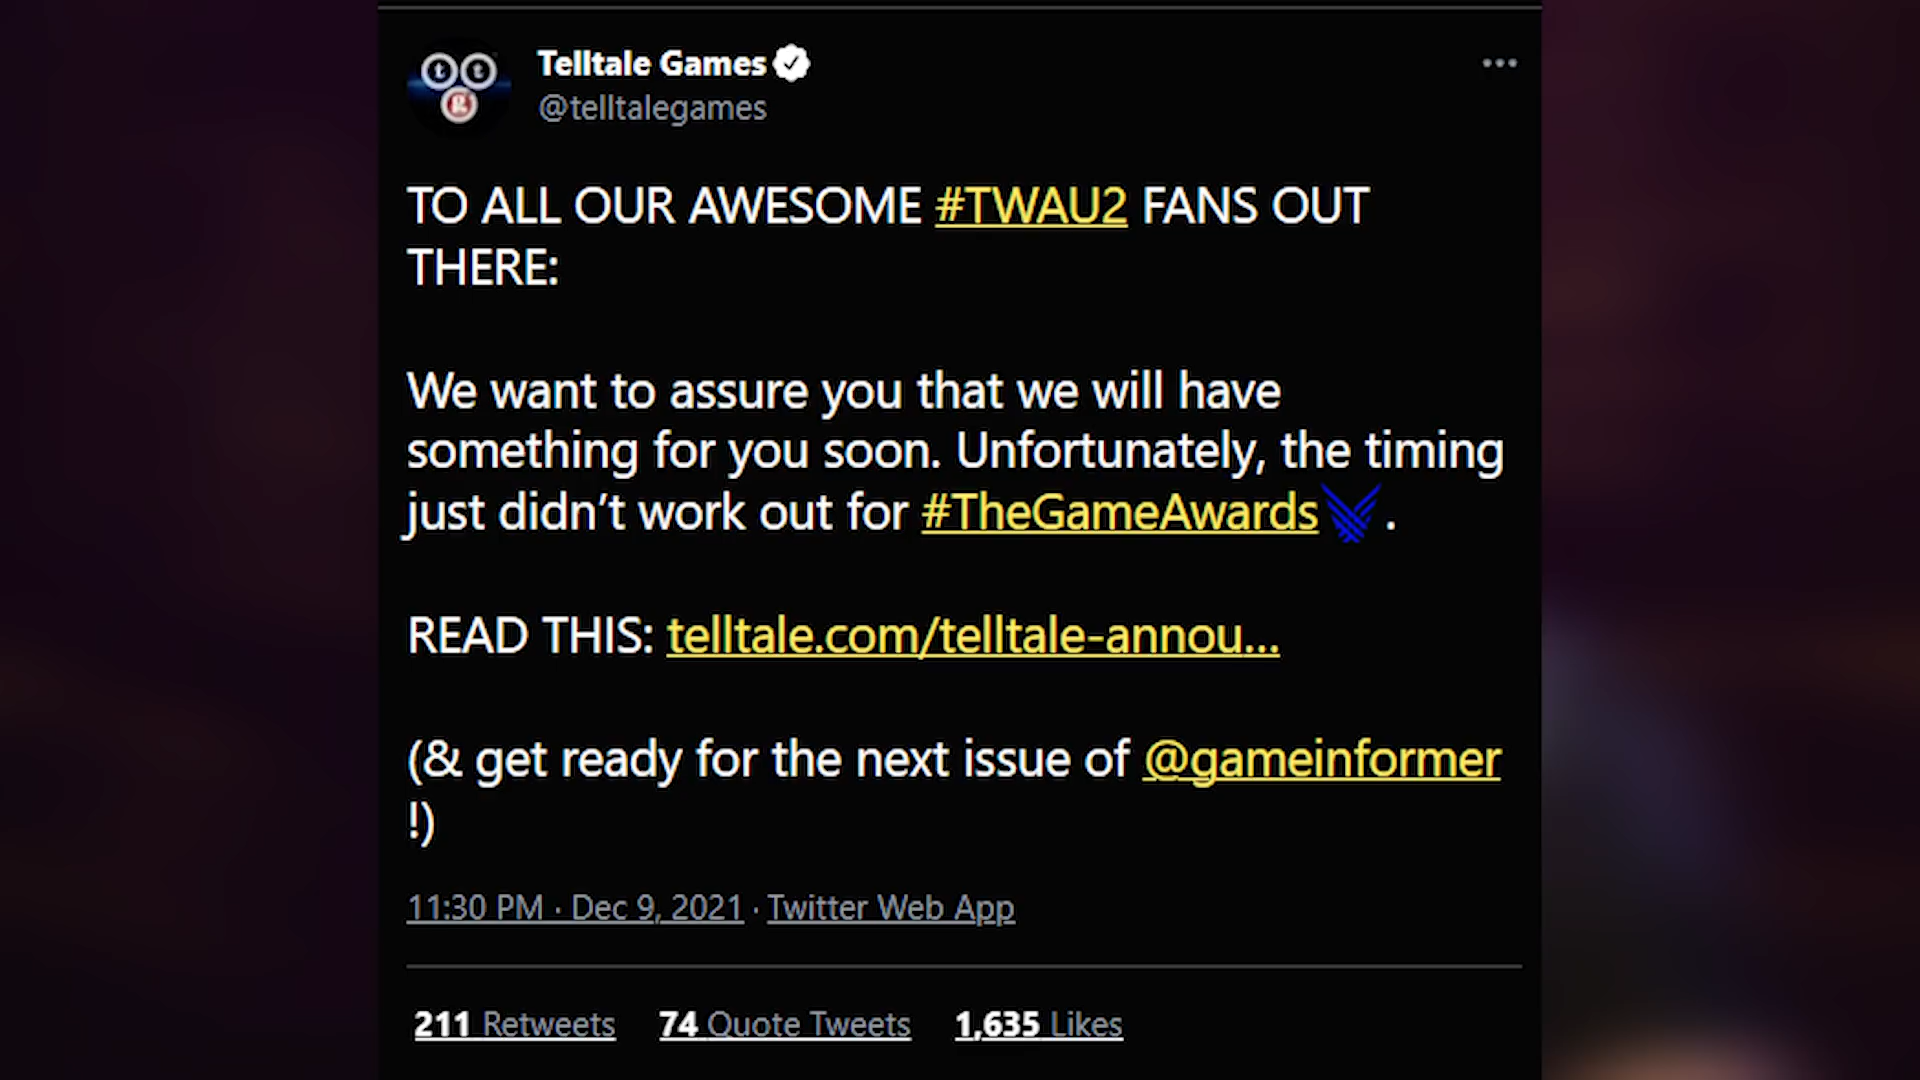 Telltale Games
@telltalegames
TO ALL OUR AWESOME #TWAU2 FANS OUT
THERE:
We want to assure you that we will have
something for you soon. Unfortunately, the timing
just didn’t work out for #TheGameAwards .
READ THIS: telltale.com/telltale-annou...
(& get ready for the next issue of @gameinformer
!)
11:30 PM · Dec 9, 2021 · Twitter Web App
211 Retweets 74 Quote Tweets 1,635 Likes